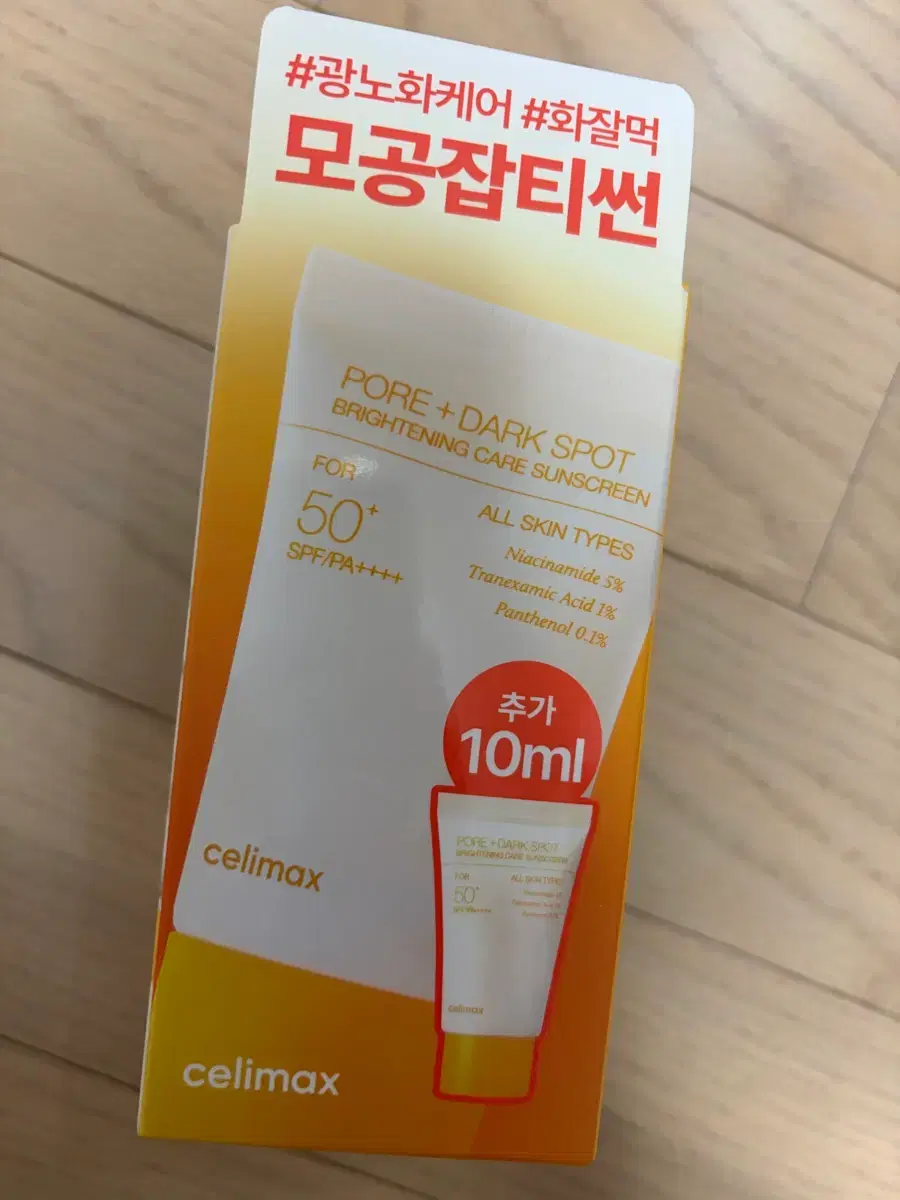 #광노화케어 #화잘먹
모공잡티썬
PORE + DARK SPOT
BRIGHTENING CARE SUNSCREEN
FOR
50+
SPF/PA++++
ALL SKIN TYPES
Niacinamide 5%
Tranexamic Acid 1%
Panthenol 0.1%
추가
10ml
PORE + DARK SPOT
BRIGHTENING CARE SUNSCREEN
FOR
50+
SPF/PA++++
ALL SKIN TYPES
celimax
celimax
celimax